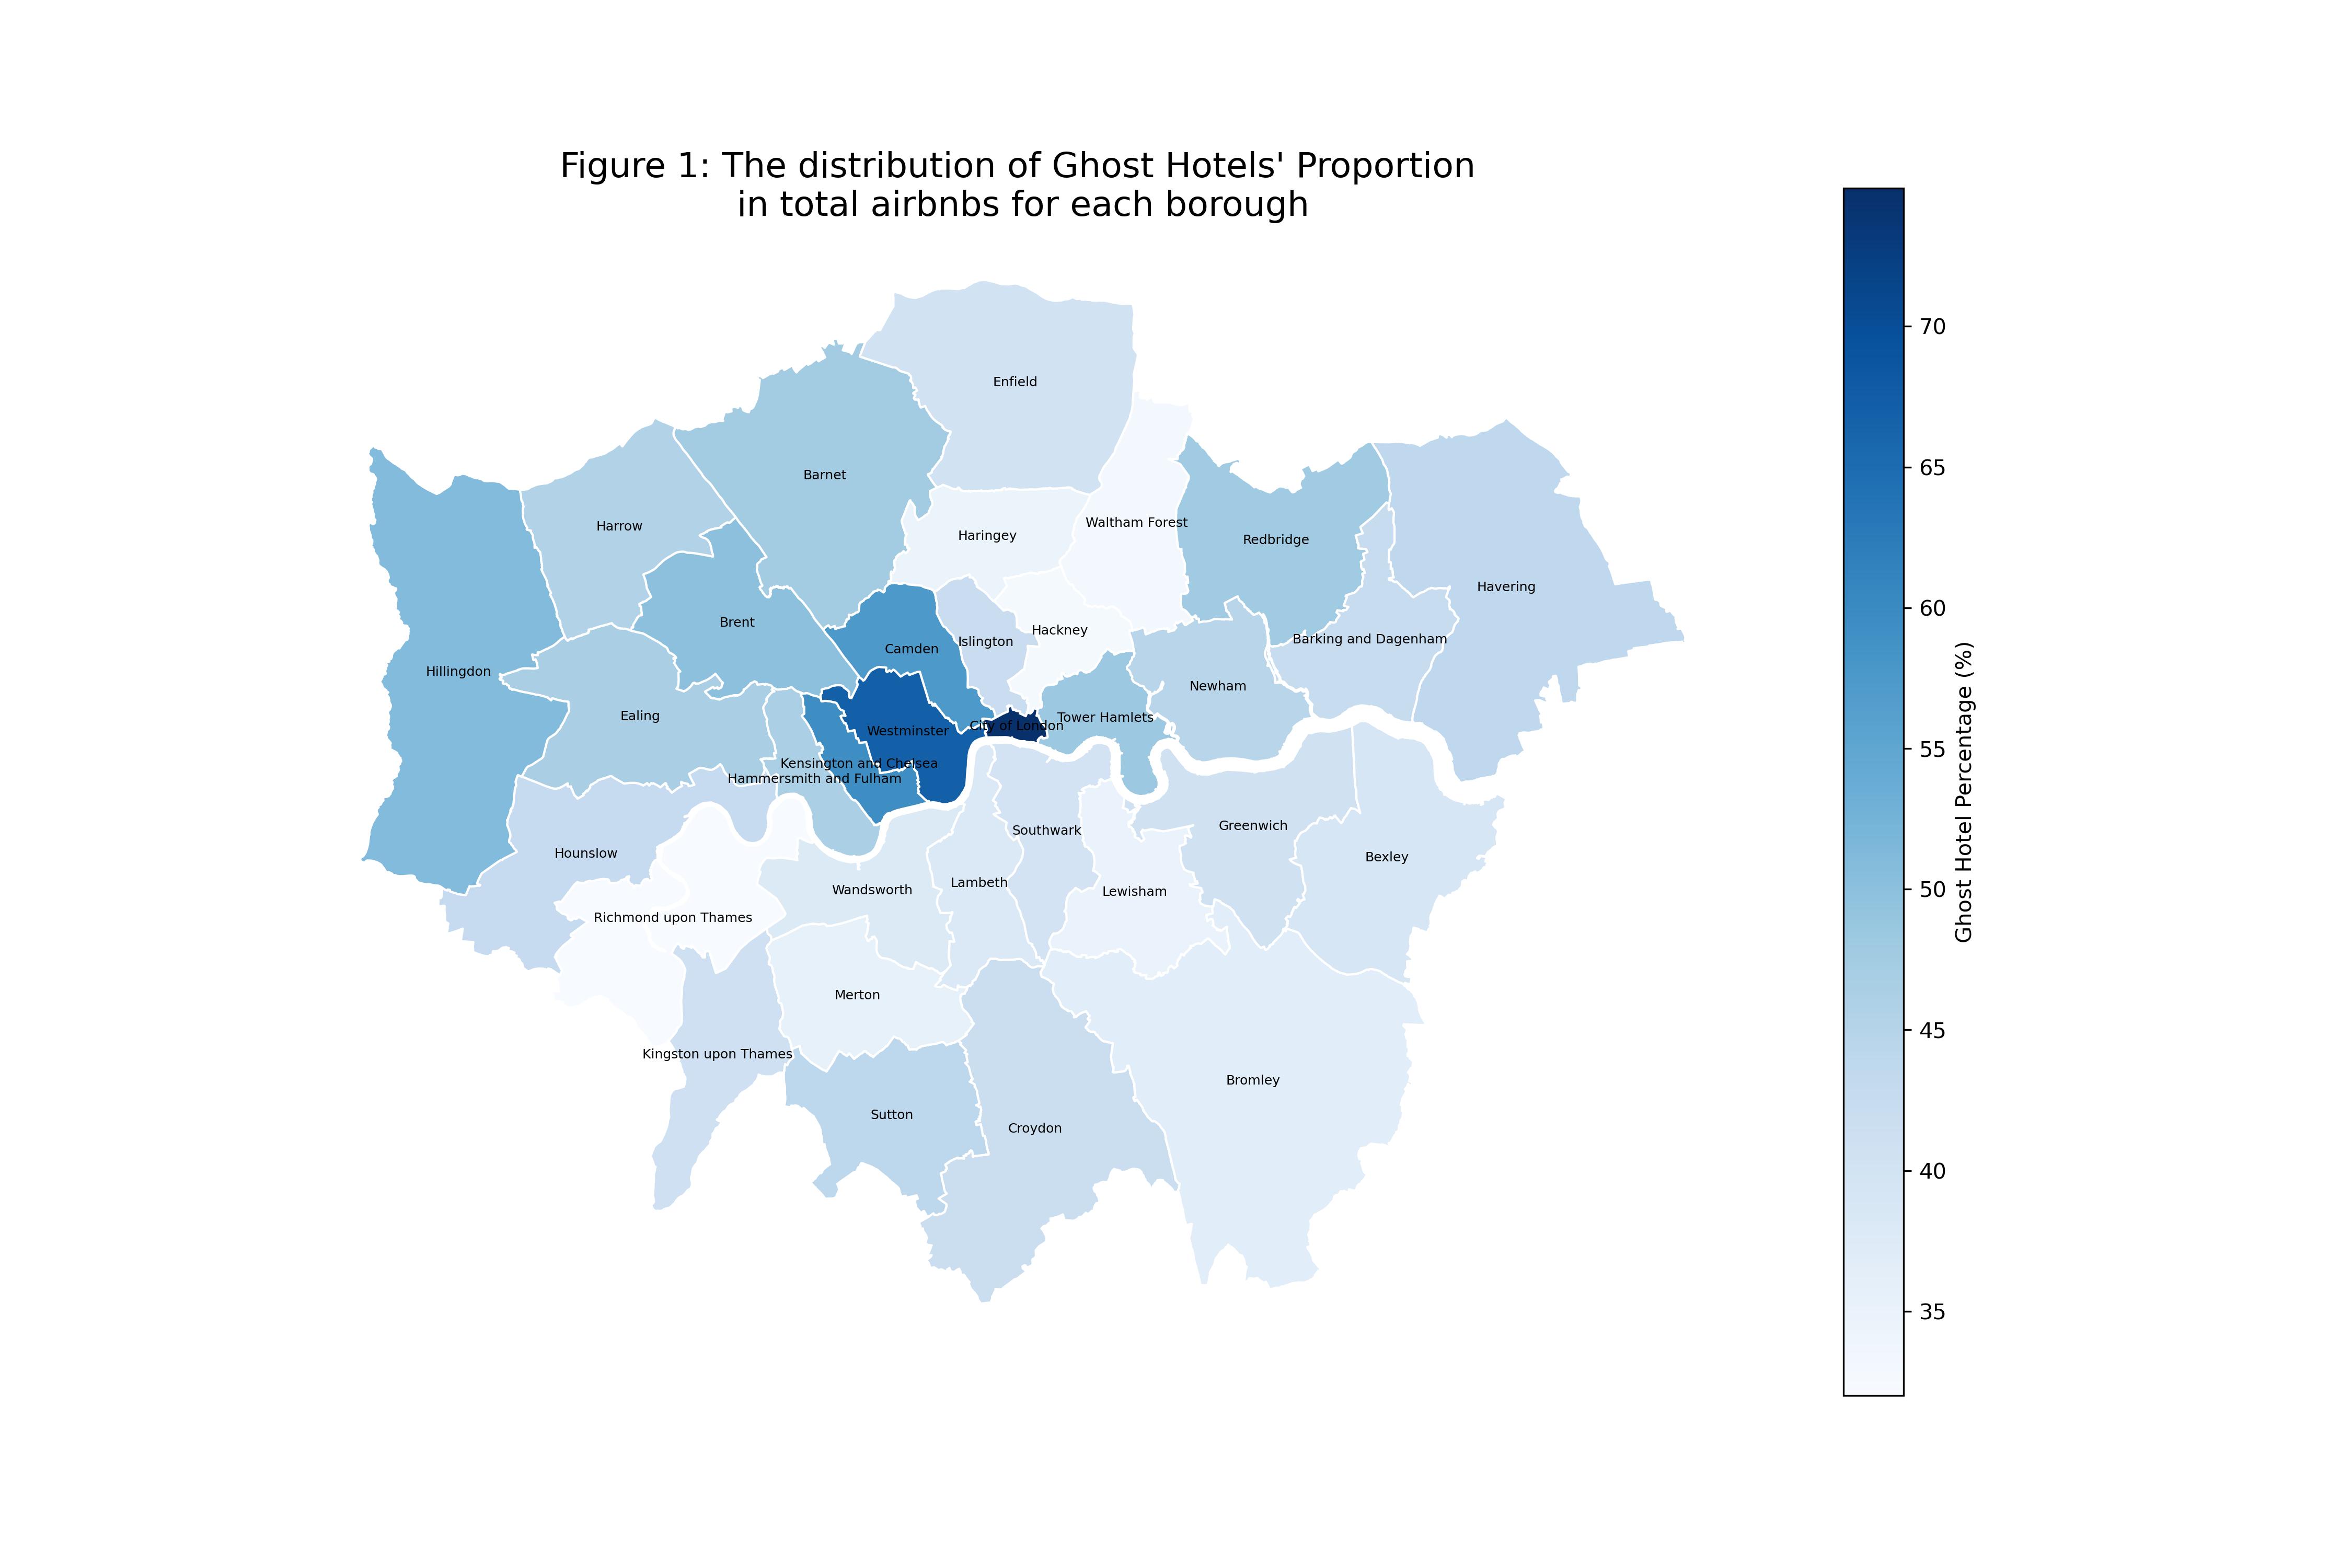 Figure 1: The distribution of Ghost Hotels' Proportion
in total airbnbs for each borough
Enfield
Barnet
Harrow
Haringey
Waltham Forest
Redbridge
Havering
Brent
Camden
Islington
Hackney
Barking and Dagenham
Hillingdon
Ealing
Westminster
City of London
Tower Hamlets
Newham
Kensington and Chelsea
Hammersmith and Fulham
Hounslow
Southwark
Greenwich
Bexley
Richmond upon Thames
Wandsworth
Lambeth
Lewisham
Merton
Kingston upon Thames
Sutton
Croydon
Bromley
70
65
60
55
50
45
40
35
Ghost Hotel Percentage (%)